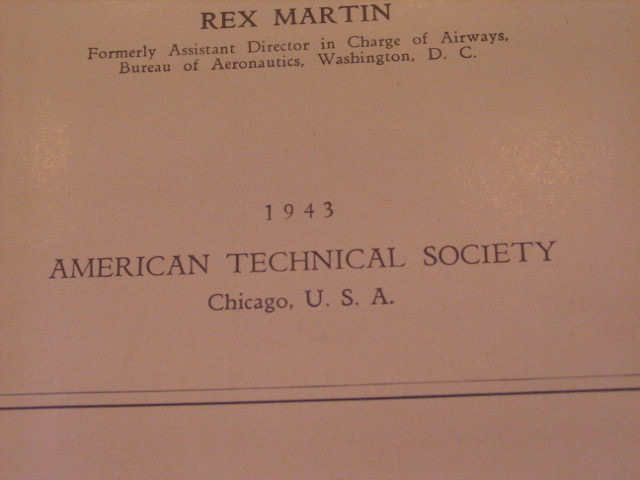 REX MARTIN
Formerly Assistant Director in Charge of Airways,
Bureau of Aeronautics, Washington, D. C.
1943
AMERICAN TECHNICAL SOCIETY
Chicago, U. S. A.